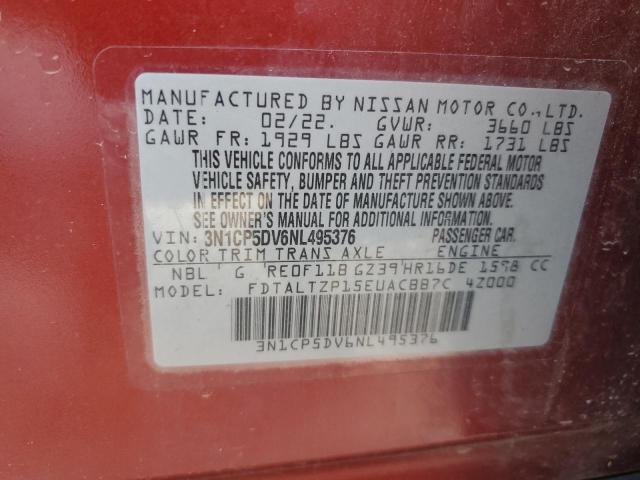 MANUFACTURED BY NISSAN MOTOR CO.,LTD.
DATE: 02/22. GVWR: 3660 LBS
GAWR FR: 1929 LBS GAWR RR: 1731 LBS
THIS VEHICLE CONFORMS TO ALL APPLICABLE FEDERAL MOTOR
VEHICLE SAFETY, BUMPER AND THEFT PREVENTION STANDARDS
IN EFFECT ON THE DATE OF MANUFACTURE SHOWN ABOVE.
SEE OWNER'S MANUAL FOR ADDITIONAL INFORMATION.
VIN: 3N1CP5DV6NL495376 PASSENGER CAR.
COLOR TRIM TRANS AXLE ENGINE
NBL G RE0F11B GZ39 HR16DE 1598 CC
MODEL: FDTALTZP15EUACBB7C 4Z000
3N1CP5DV6NL495376